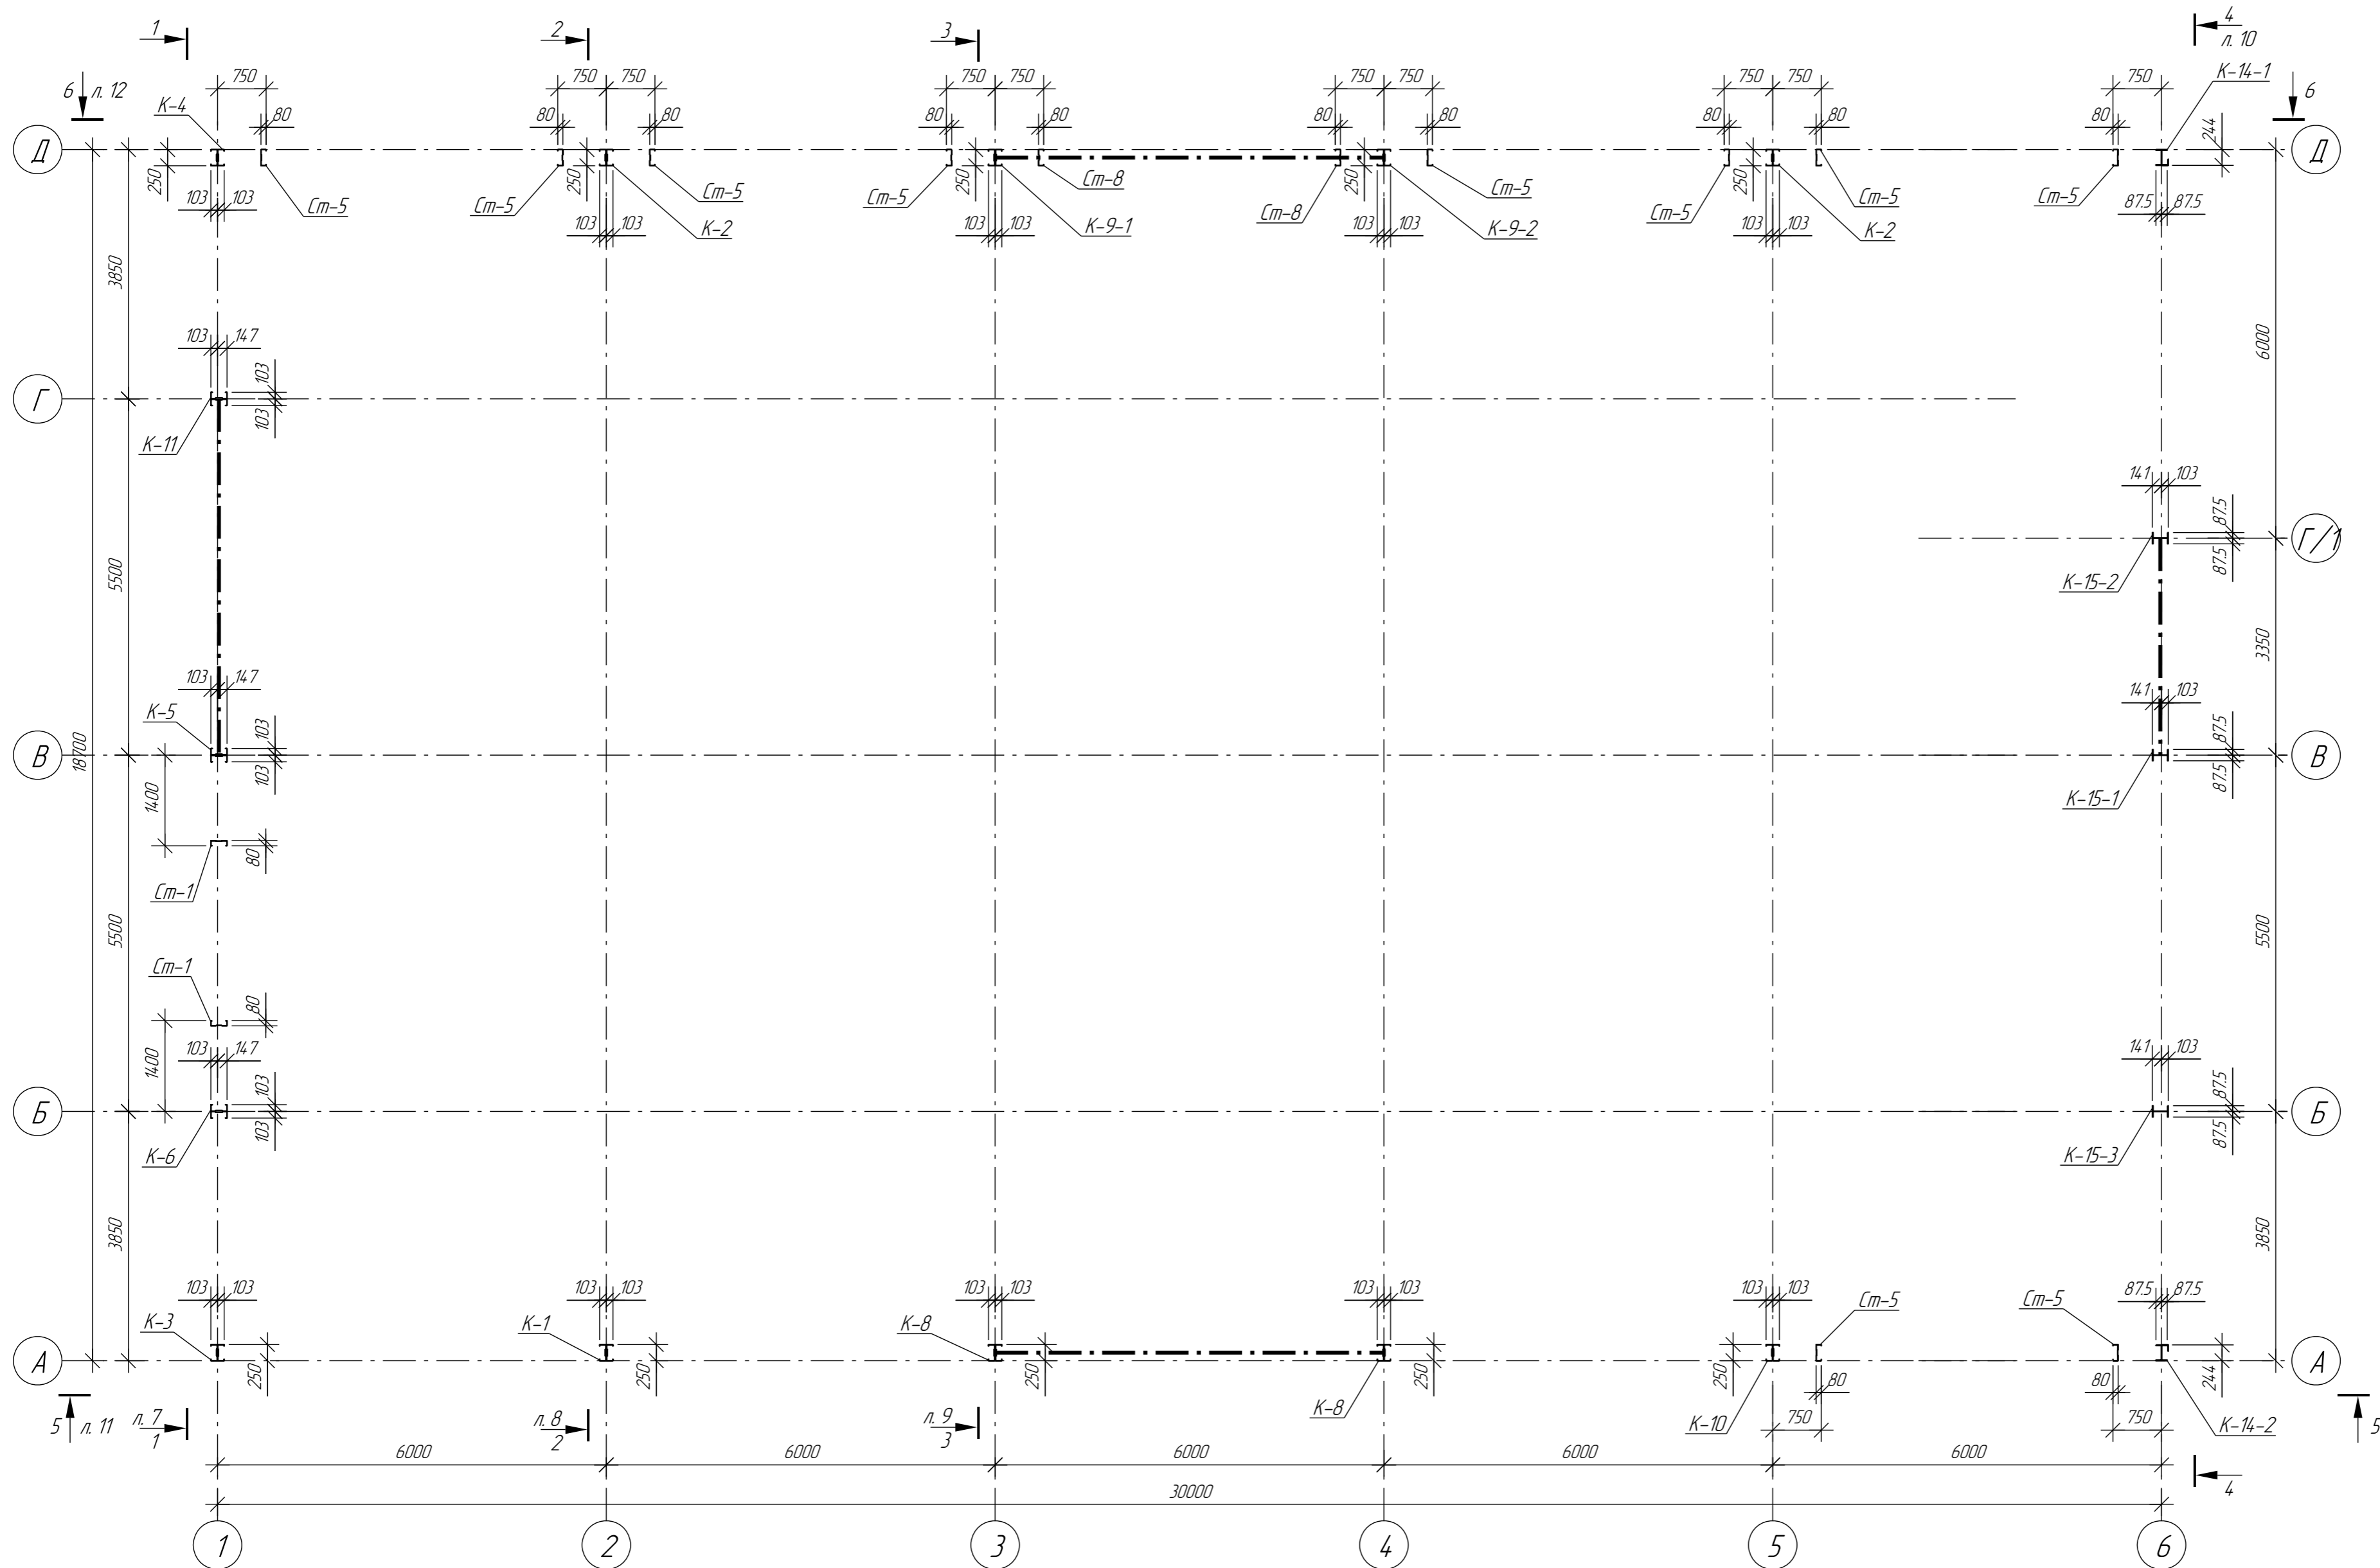 1
2
3
4
л. 10
6 л. 12
750
750 750
750 750
750 750
750 750
750
К-14-1
6
К-4
80
80 80
80 80
80 80
80 80
80
244
Д
Д
250
250
250
250
250
103 103
Ст-5
Ст-5
Ст-5
Ст-5
Ст-8
Ст-8
Ст-5
Ст-5
Ст-5
Ст-5
87.5 87.5
103 103
К-2
103 103
К-9-1
103 103
К-9-2
103 103
К-2
3850
6000
103 147
103
Г
103
К-11
141 103
87.5
Г/1
87.5
5500
К-15-2
3350
103 147
141 103
К-5
103
87.5
18700
В
В
103
87.5
1400
К-15-1
80
Ст-1
5500
5500
Ст-1
80
103 147
141 103
1400
103
87.5
Б
Б
103
87.5
К-6
К-15-3
3850
3850
103 103
103 103
103 103
103 103
103 103
87.5 87.5
К-3
К-1
К-8
Ст-5
Ст-5
А
А
250
250
250
250
250
244
К-8
80
80
5 л. 11
л. 7
1
л. 8
2
л. 9
3
К-10
750
750
К-14-2
5
6000
6000
6000
6000
6000
4
30000
1
2
3
4
5
6